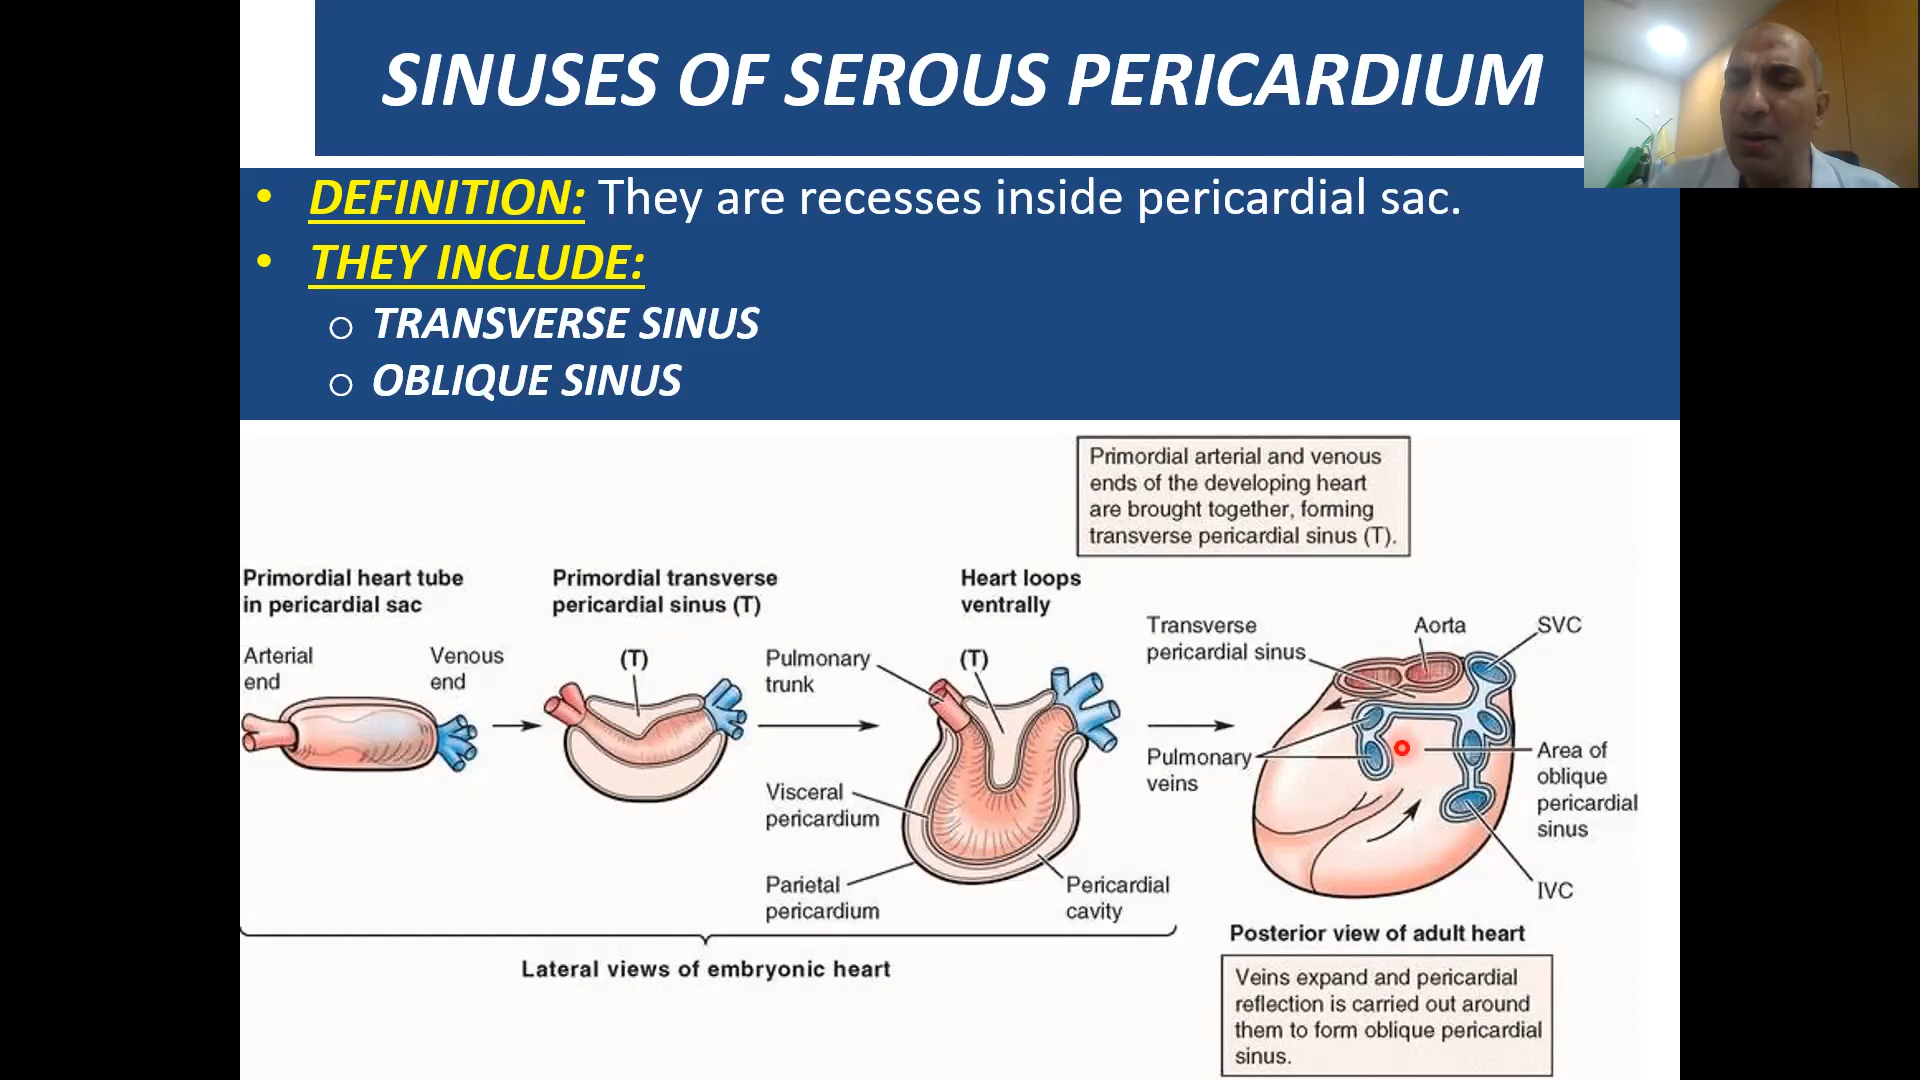 SINUSES OF SEROUS PERICARDIUM
• DEFINITION: They are recesses inside pericardial sac.
• THEY INCLUDE:
o TRANSVERSE SINUS
o OBLIQUE SINUS
Primordial arterial and venous
ends of the developing heart
are brought together, forming
transverse pericardial sinus (T).
Primordial heart tube
in pericardial sac
Primordial transverse
pericardial sinus (T)
Heart loops
ventrally
Arterial
end
Venous
end
(T)
Pulmonary
trunk
(T)
Visceral
pericardium
Parietal
pericardium
Pericardial
cavity
Lateral views of embryonic heart
Transverse
pericardial sinus
Aorta
SVC
Pulmonary
veins
Area of
oblique
pericardial
sinus
IVC
Posterior view of adult heart
Veins expand and pericardial
reflection is carried out around
them to form oblique pericardial
sinus.